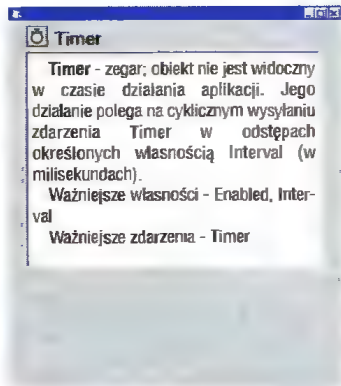 Timer
Timer - zegar; obiekt nie jest widoczny
w czasie działania aplikacji. Jego
działanie polega na cyklicznym wysyłaniu
zdarzenia Timer w odstępach
określonych własnością Interval (w
milisekundach).
Ważniejsze własności - Enabled, Inter-
val
Ważniejsze zdarzenia - Timer